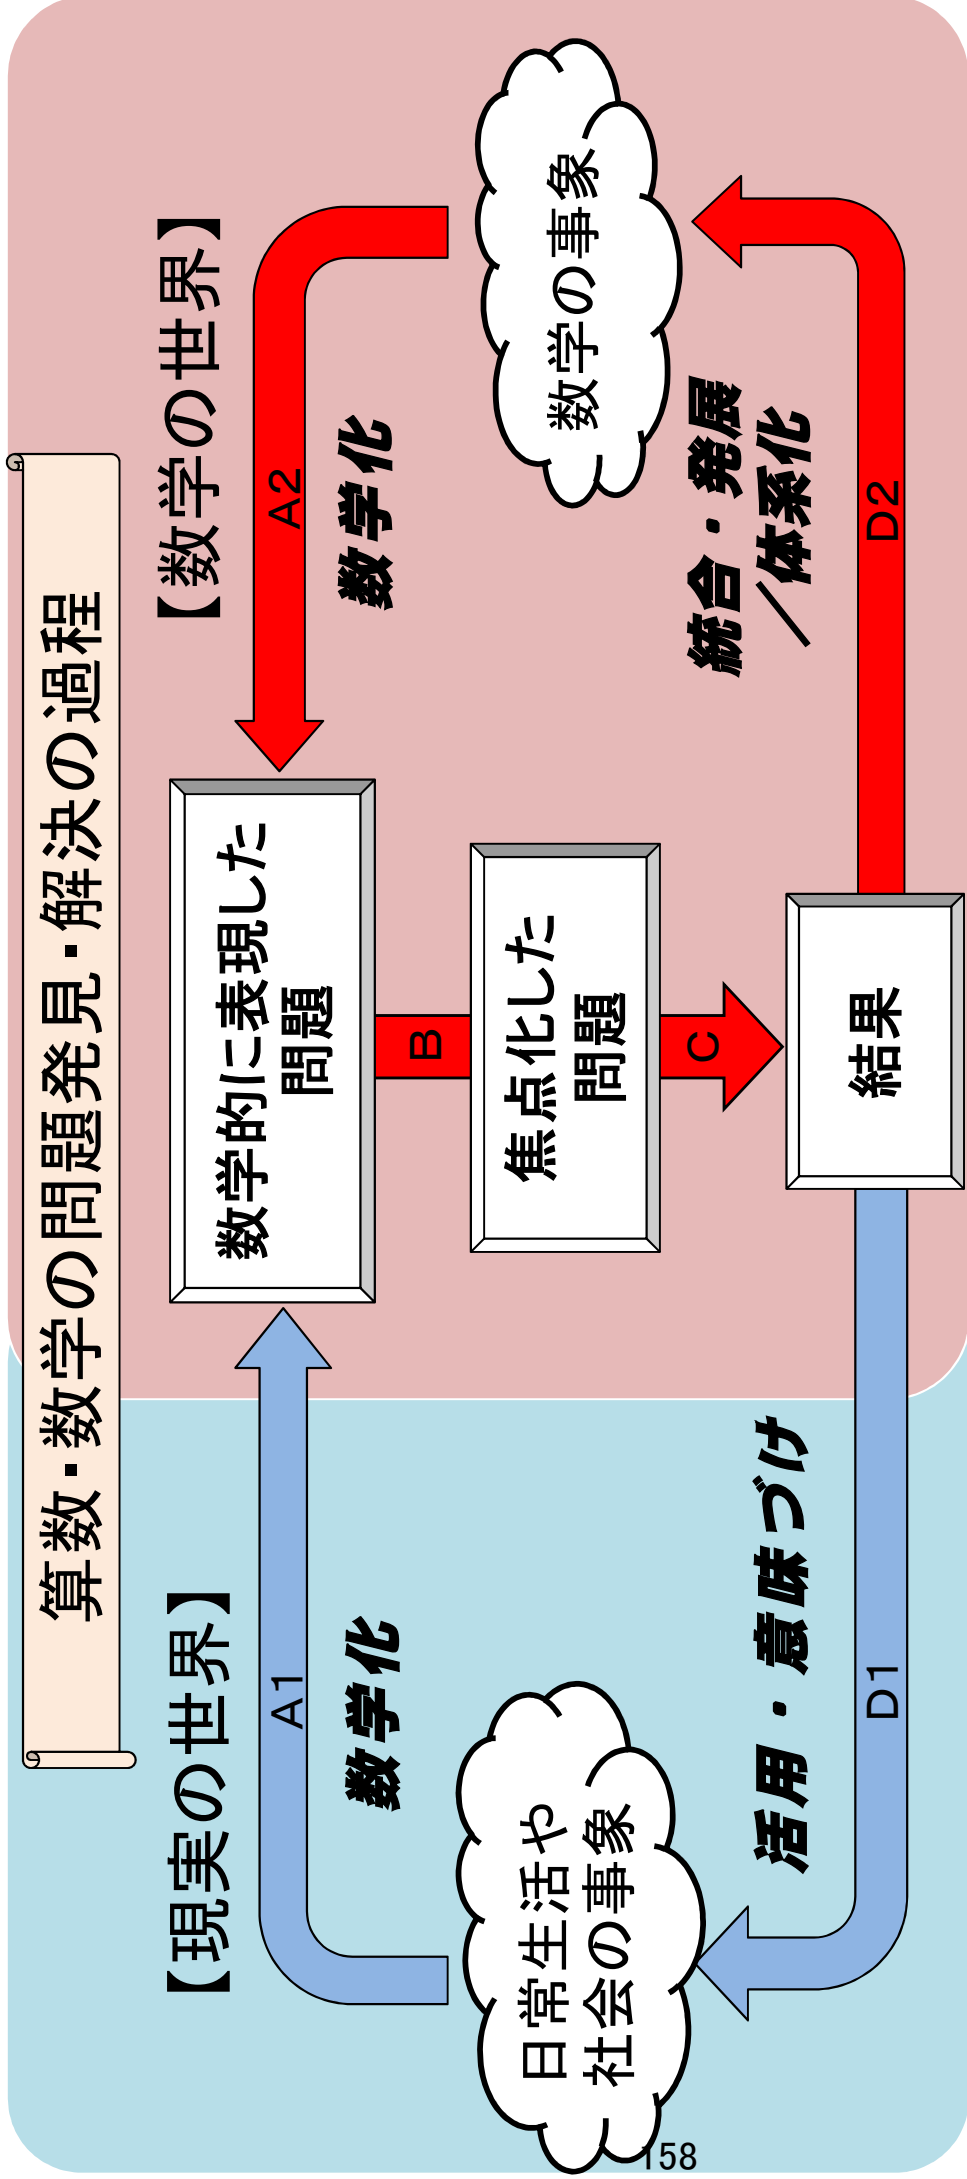 算数・数学の問題発見・解決の過程
【現実の世界】
【数学の世界】
A1
数学化
A2
数学化
数学的に表現した
問題
B
焦点化した
問題
C
結果
日常生活や
社会の事象
数学の事象
活用・意味づけ
D1
統合・発展
／体系化
D2
158